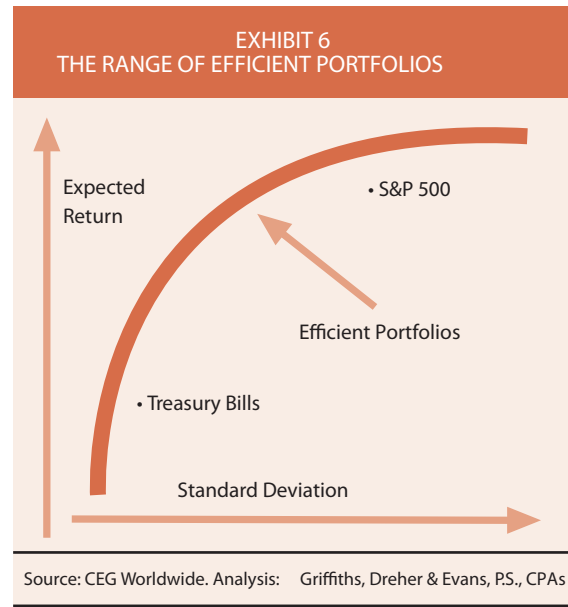 EXHIBIT 6
THE RANGE OF EFFICIENT PORTFOLIOS
Expected
Return
• S&P 500
Efficient Portfolios
• Treasury Bills
Standard Deviation
Source: CEG Worldwide. Analysis: Griffiths, Dreher & Evans, P.S., CPAs